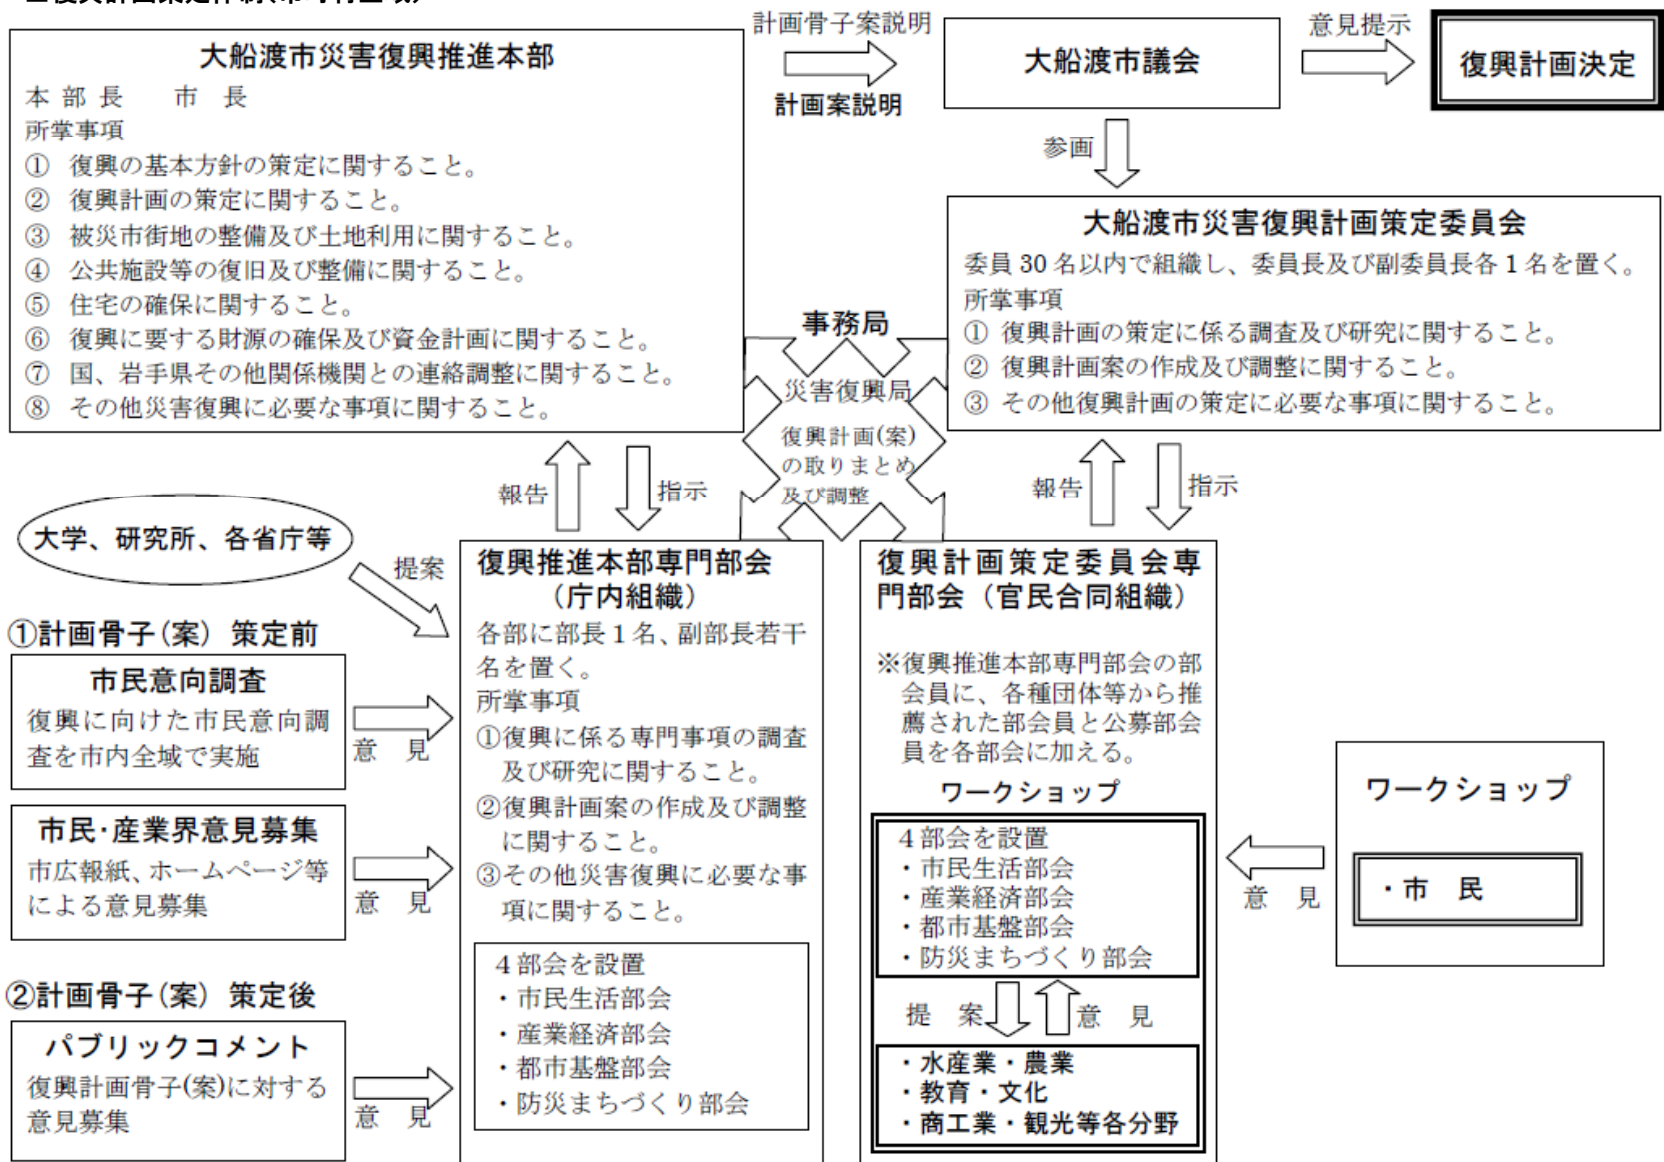 大船渡市災害復興推進本部
本 部 長　　市　長
所掌事項
①　復興の基本方針の策定に関すること。
②　復興計画の策定に関すること。
③　被災市街地の整備及び土地利用に関すること。
④　公共施設等の復旧及び整備に関すること。
⑤　住宅の確保に関すること。
⑥　復興に要する財源の確保及び資金計画に関すること。
⑦　国、岩手県その他関係機関との連絡調整に関すること。
⑧　その他災害復興に必要な事項に関すること。
計画骨子案説明
計画案説明
大船渡市議会
意見提示
復興計画決定
参画
大船渡市災害復興計画策定委員会
委員 30 名以内で組織し、委員長及び副委員長各 1 名を置く。
所掌事項
①　復興計画の策定に係る調査及び研究に関すること。
②　復興計画案の作成及び調整に関すること。
③　その他復興計画の策定に必要な事項に関すること。
事務局
災害復興局
復興計画(案)
の取りまとめ
及び調整
報告
指示
報告
指示
大学、研究所、各省庁等
提案
①計画骨子(案) 策定前
市民意向調査
復興に向けた市民意向調
査を市内全域で実施
意　見
市民・産業界意見募集
市広報紙、ホームページ等
による意見募集
意　見
②計画骨子(案) 策定後
パブリックコメント
復興計画骨子(案)に対する
意見募集
意　見
復興推進本部専門部会
（庁内組織）
各部に部長 1 名、副部長若干
名を置く。
所掌事項
①復興に係る専門事項の調査
及び研究に関すること。
②復興計画案の作成及び調整
に関すること。
③その他災害復興に必要な事
項に関すること。
4 部会を設置
・市民生活部会
・産業経済部会
・都市基盤部会
・防災まちづくり部会
復興計画策定委員会専
門部会（官民合同組織）
※復興推進本部専門部会の部
会員に、各種団体等から推
薦された部会員と公募部会
員を各部会に加える。
ワークショップ
4 部会を設置
・市民生活部会
・産業経済部会
・都市基盤部会
・防災まちづくり部会
提　案
意　見
・水産業・農業
・教育・文化
・商工業・観光等各分野
意　見
ワークショップ
・市　民